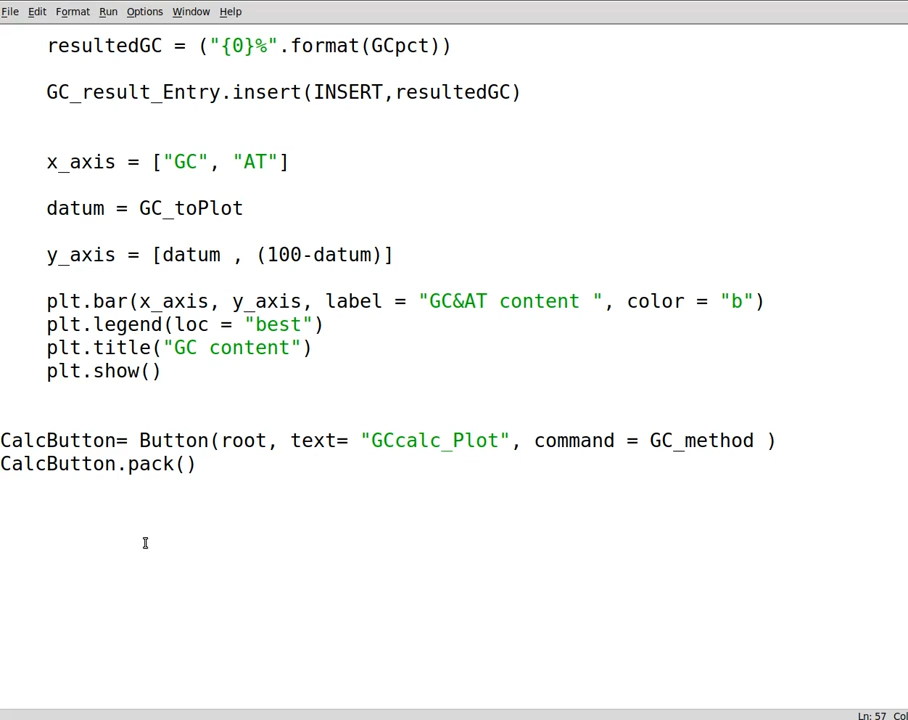 File Edit Format Run Options Window Help
resultedGC = ("{0}%".format(GCpct))
GC_result_Entry.insert(INSERT,resultedGC)
x_axis = ["GC", "AT"]
datum = GC_toPlot
y_axis = [datum , (100-datum)]
plt.bar(x_axis, y_axis, label = "GC&AT content ", color = "b")
plt.legend(loc = "best")
plt.title("GC content")
plt.show()
CalcButton= Button(root, text= "GCcalc_Plot", command = GC_method )
CalcButton.pack()
Ln: 57 Col